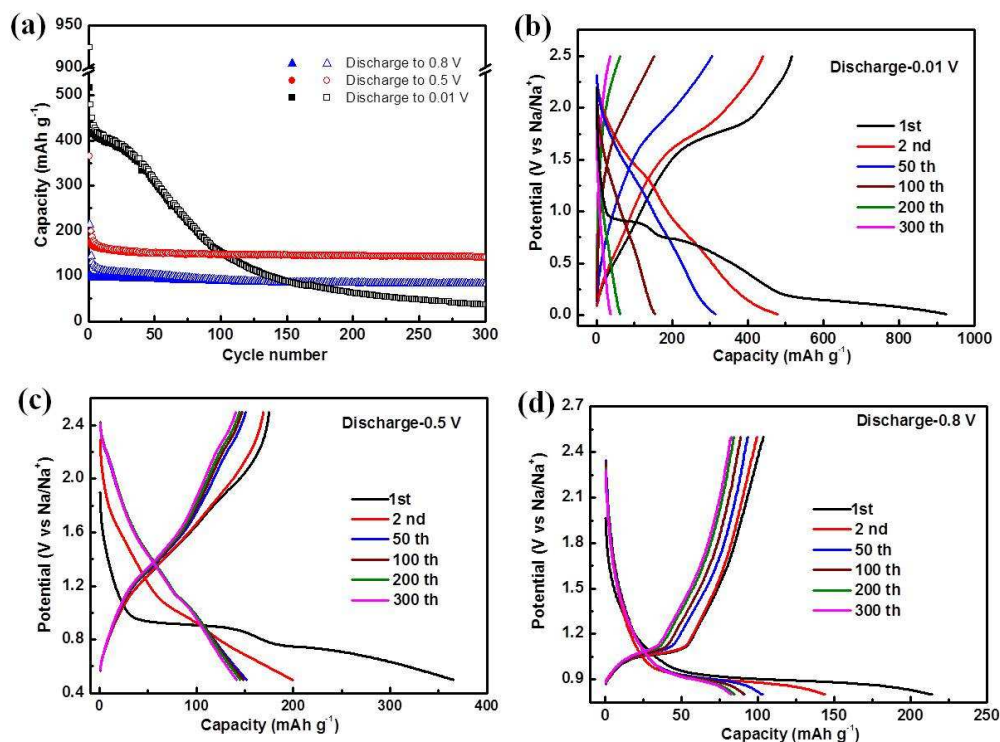 (a)
950
900
500
400
300
200
100
0
Capacity (mAh g-1)
Discharge to 0.8 V
Discharge to 0.5 V
Discharge to 0.01 V
0 50 100 150 200 250 300
Cycle number
(b)
2.5
2.0
1.5
1.0
0.5
0.0
Potential (V vs Na/Na+)
Discharge-0.01 V
1st
2 nd
50 th
100 th
200 th
300 th
0 200 400 600 800 1000
Capacity (mAh g-1)
(c)
2.4
2.0
1.6
1.2
0.8
0.4
Potential (V vs Na/Na+)
Discharge-0.5 V
1st
2 nd
50 th
100 th
200 th
300 th
0 100 200 300 400
Capacity (mAh g-1)
(d)
2.7
2.4
2.1
1.8
1.5
1.2
0.9
Potential (V vs Na/Na+)
Discharge-0.8 V
1st
2 nd
50 th
100 th
200 th
300 th
0 50 100 150 200 250
Capacity (mAh g-1)